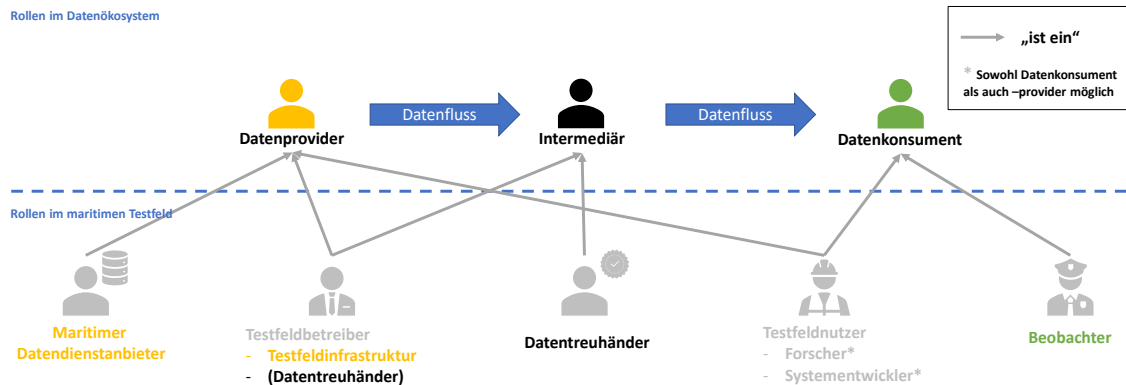 Rollen im Datenökosystem
„ist ein“
* Sowohl Datenkonsument
als auch –provider möglich
Datenfluss
Datenfluss
Datenprovider
Intermediär
Datenkonsument
Rollen im maritimen Testfeld
Maritimer
Datendienstanbieter
Testfeldbetreiber
- Testfeldinfrastruktur
- (Datentreuhänder)
Datentreuhänder
Testfeldnutzer
- Forscher*
- Systementwickler*
Beobachter